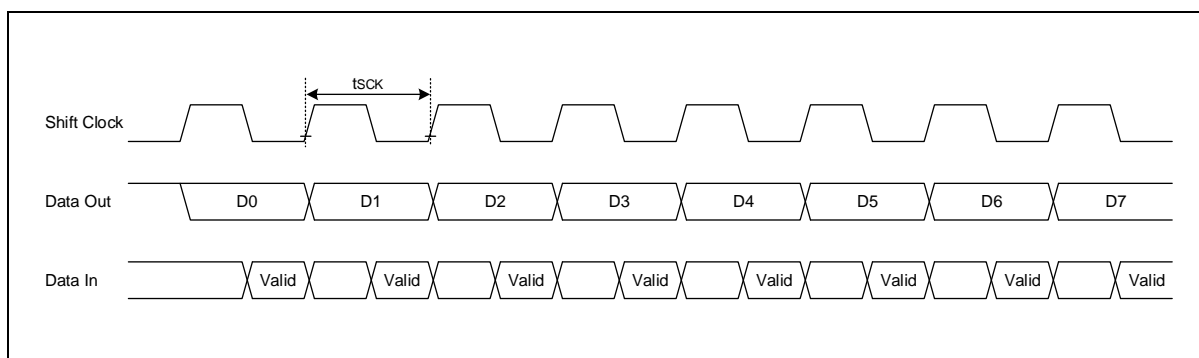 tSCK
Shift Clock
Data Out D0 D1 D2 D3 D4 D5 D6 D7
Data In Valid Valid Valid Valid Valid Valid Valid Valid